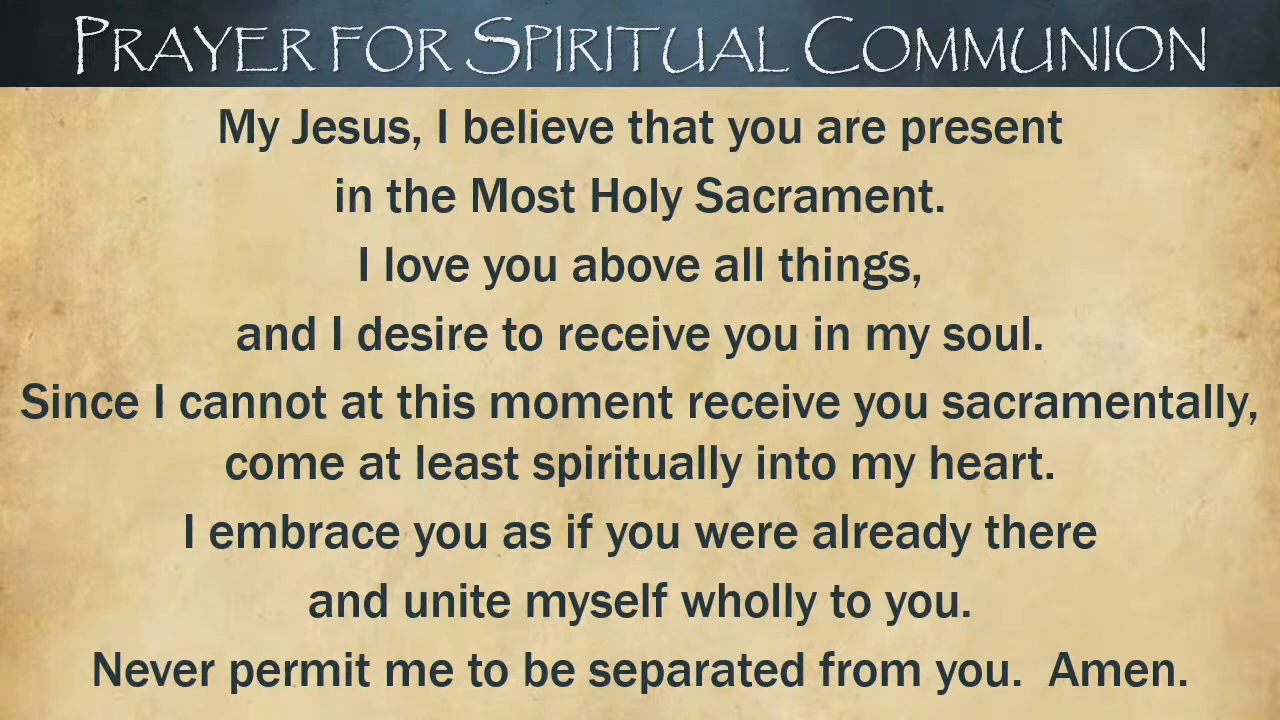 PRAYER FOR SPIRITUAL COMMUNION
My Jesus, I believe that you are present
in the Most Holy Sacrament.
I love you above all things,
and I desire to receive you in my soul.
Since I cannot at this moment receive you sacramentally,
come at least spiritually into my heart.
I embrace you as if you were already there
and unite myself wholly to you.
Never permit me to be separated from you.  Amen.